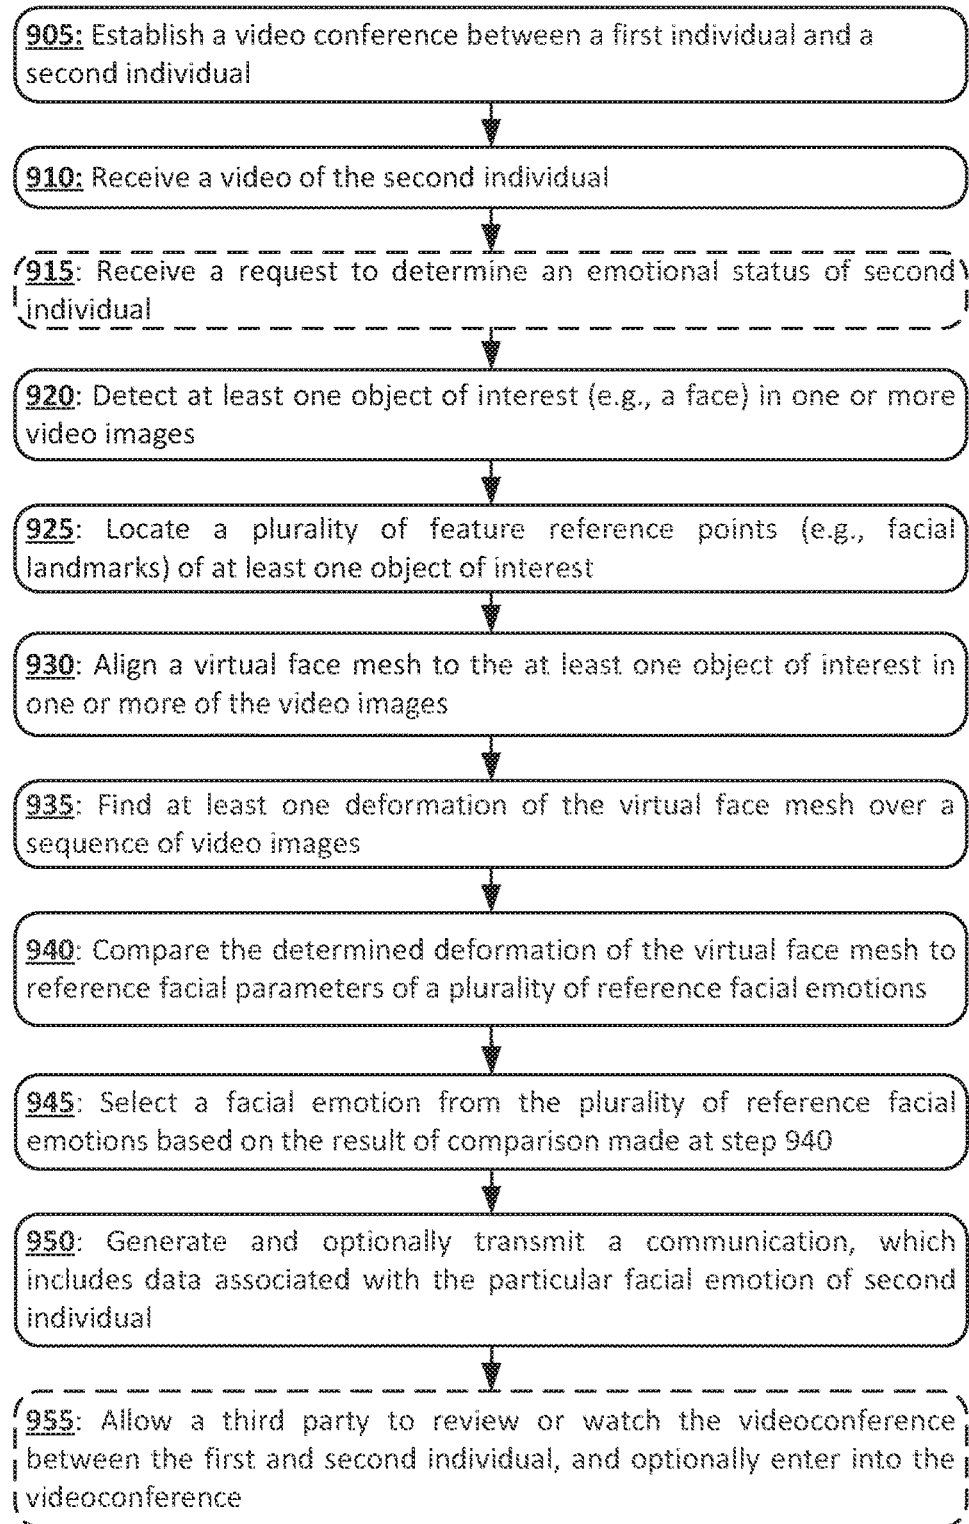 905: Establish a video conference between a first individual and a
second individual
910: Receive a video of the second individual
915: Receive a request to determine an emotional status of second
individual
920: Detect at least one object of interest (e.g., a face) in one or more
video images
925: Locate a plurality of feature reference points (e.g., facial
landmarks) of at least one object of interest
930: Align a virtual face mesh to the at least one object of interest in
one or more of the video images
935: Find at least one deformation of the virtual face mesh over a
sequence of video images
940: Compare the determined deformation of the virtual face mesh to
reference facial parameters of a plurality of reference facial emotions
945: Select a facial emotion from the plurality of reference facial
emotions based on the result of comparison made at step 940
950: Generate and optionally transmit a communication, which
includes data associated with the particular facial emotion of second
individual
955: Allow a third party to review or watch the videoconference
between the first and second individual, and optionally enter into the
videoconference